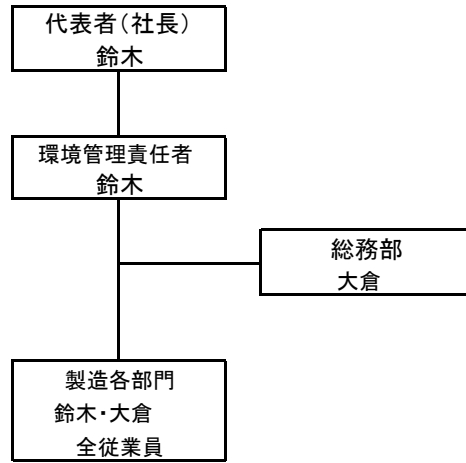 代表者(社長)
鈴木
環境管理責任者
鈴木
総務部
大倉
製造各部門
鈴木・大倉
全従業員